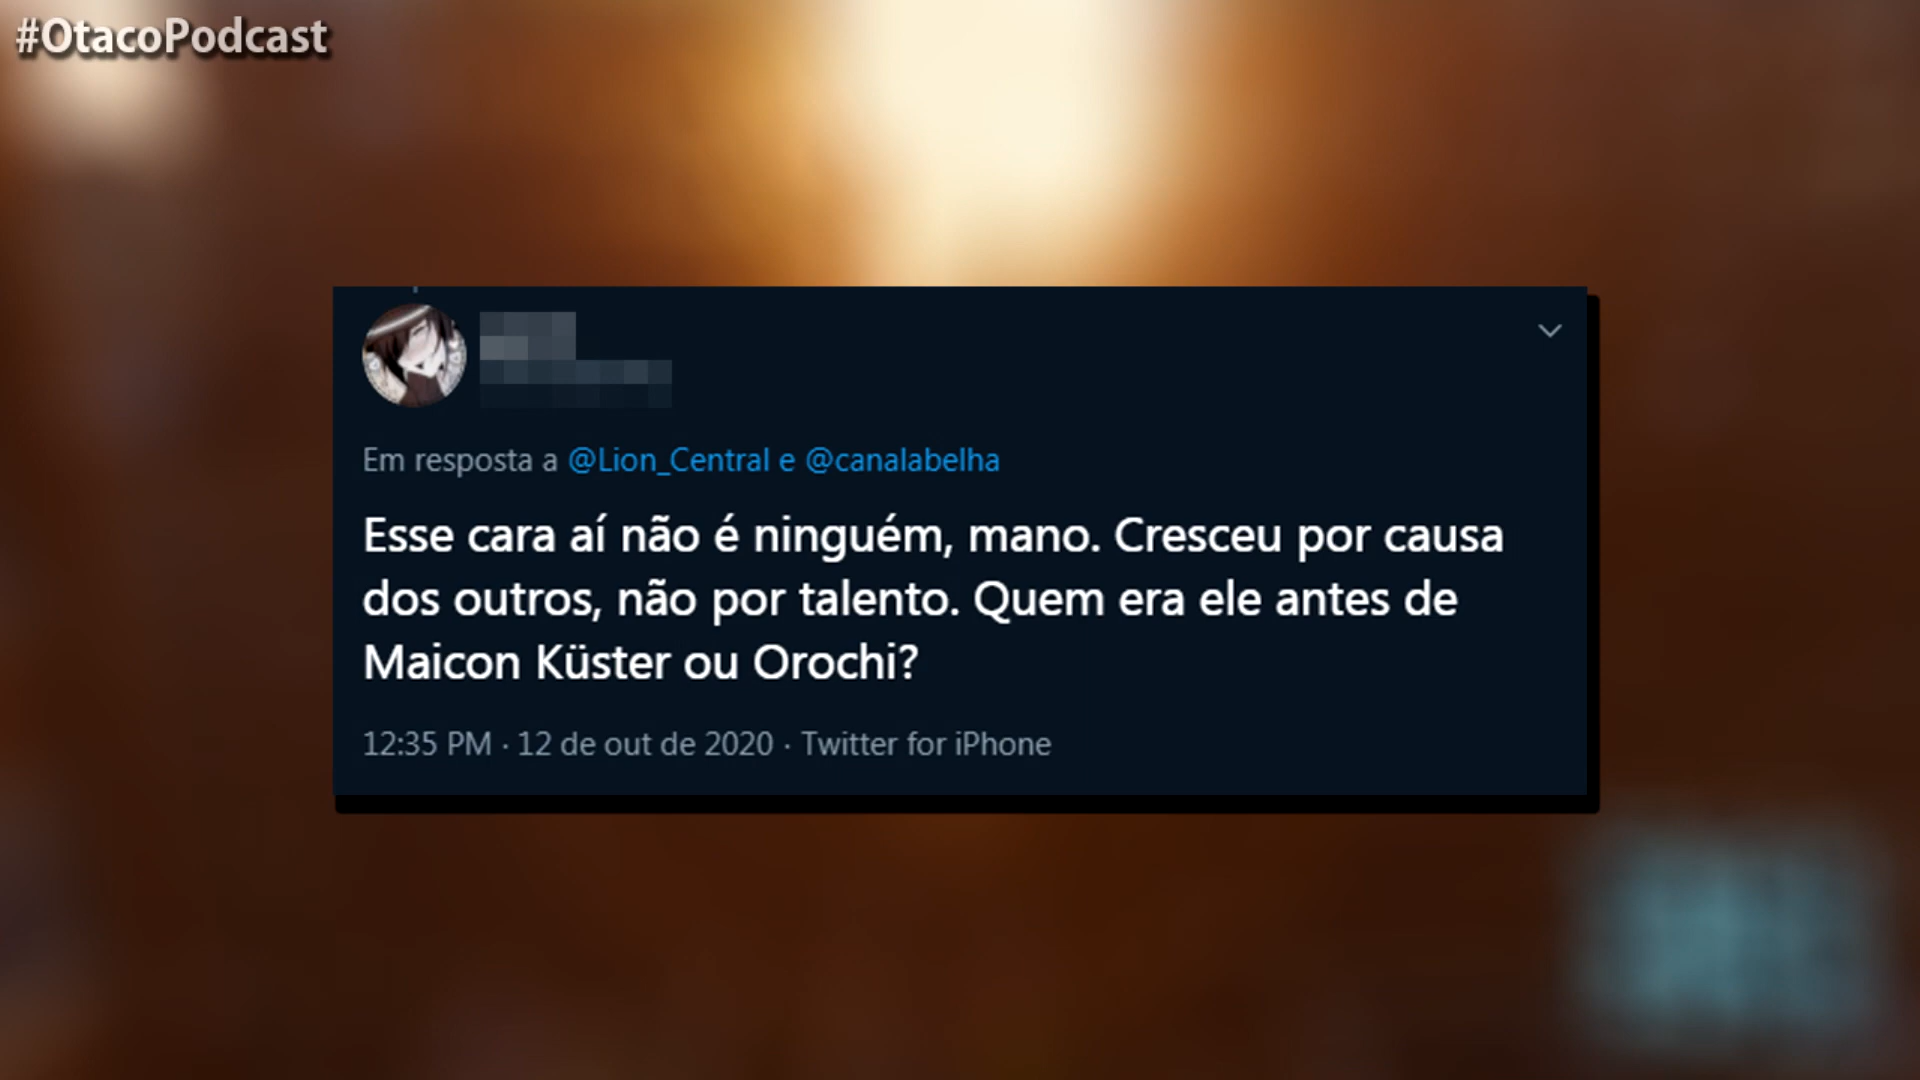 #OtacoPodcast
Em resposta a @Lion_Central e @canalabelha
Esse cara aí não é ninguém, mano. Cresceu por causa
dos outros, não por talento. Quem era ele antes de
Maicon Küster ou Orochi?
12:35 PM · 12 de out de 2020 · Twitter for iPhone